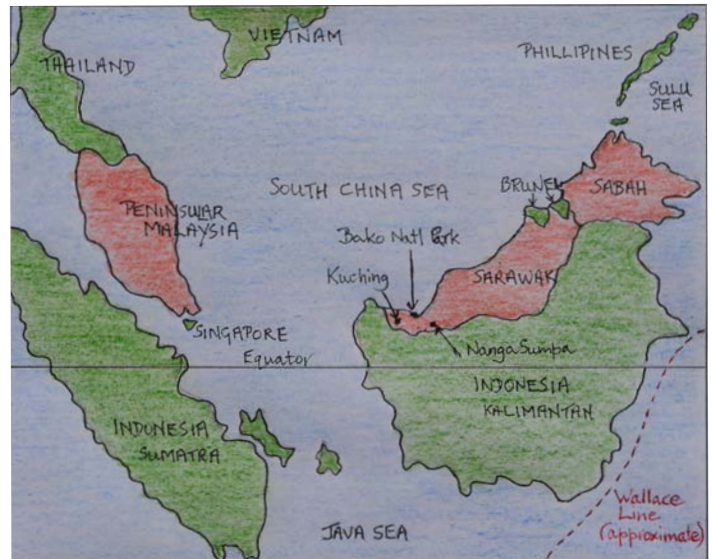 VIETNAM
PHILLIPINES
THAILAND
SULU
SEA
SOUTH CHINA SEA
BRUNEI
SABAH
PENINSULAR
MALAYSIA
Bako Nat'l Park
Kuching
SARAWAK
SINGAPORE
Equator
Nanga Sumpa
INDONESIA
KALIMANTAN
INDONESIA
SUMATRA
Wallace
Line
(approximate)
JAVA SEA